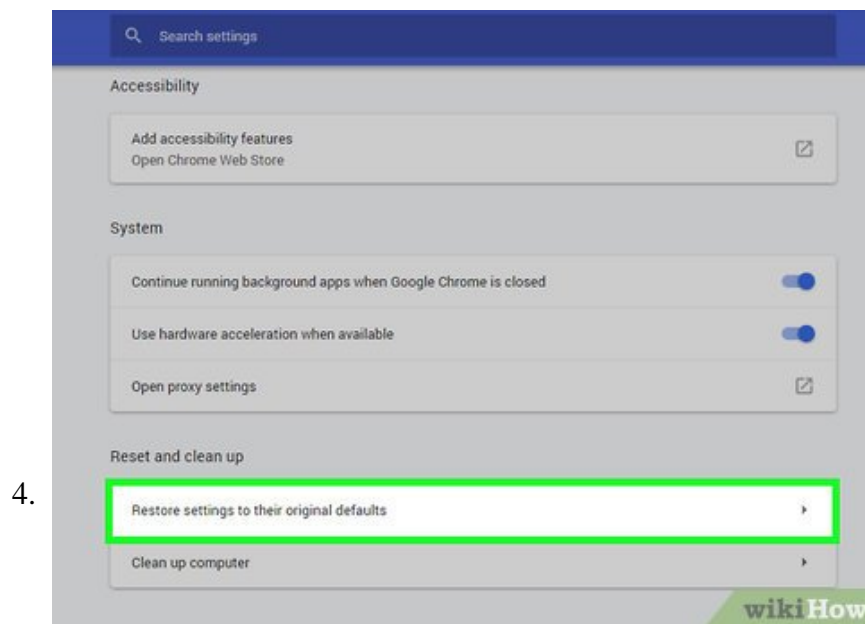 Search settings
Accessibility
Add accessibility features
Open Chrome Web Store
System
Continue running background apps when Google Chrome is closed
Use hardware acceleration when available
Open proxy settings
Reset and clean up
4.
Restore settings to their original defaults
Clean up computer
wikiHow